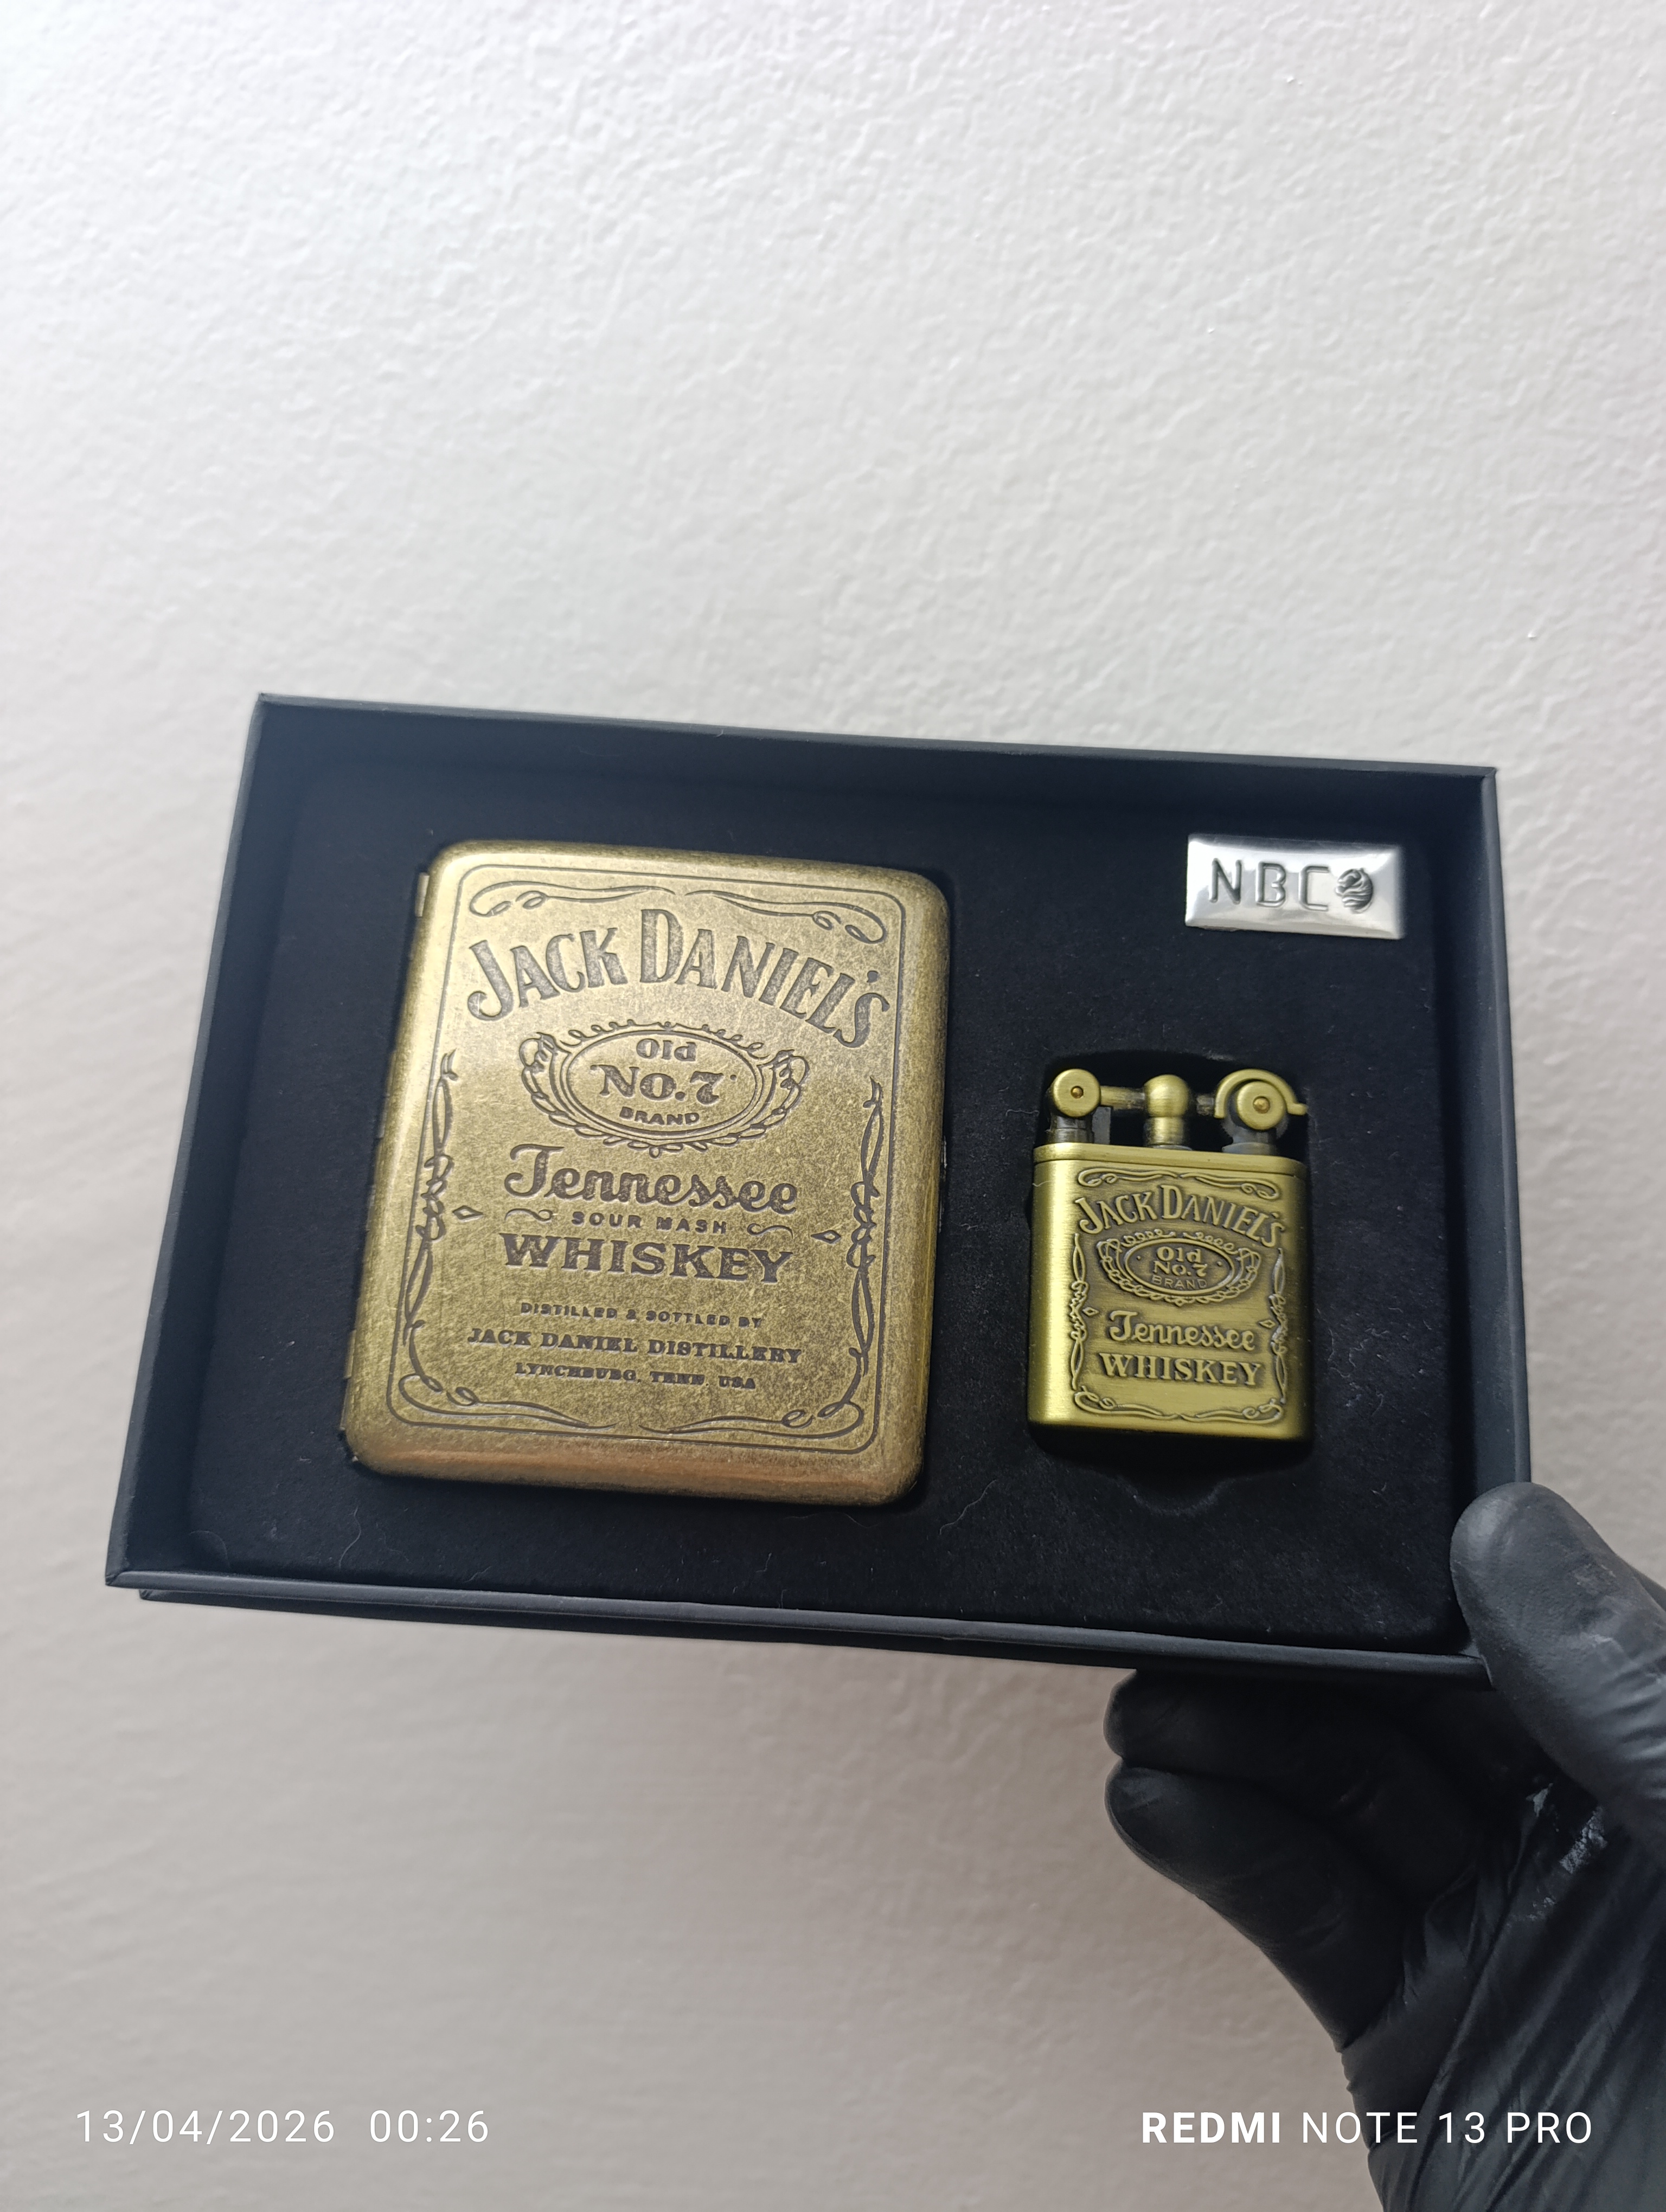 NBC
JACK DANIEL'S
Old
No.7
BRAND
Tennessee
SOUR MASH
WHISKEY
DISTILLED & BOTTLED BY
JACK DANIEL DISTILLERY
LYNCHBURG, TENN. USA
JACK DANIEL'S
Old
No.7
BRAND
Tennessee
WHISKEY
13/04/2026 00:26
REDMI NOTE 13 PRO